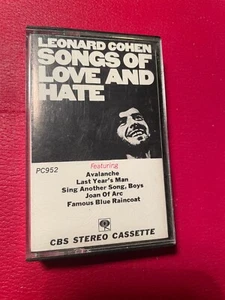 LEONARD COHEN
SONGS OF
LOVE AND
HATE
PC952
Featuring
Avalanche
Last Year's Man
Sing Another Song, Boys
Joan Of Arc
Famous Blue Raincoat
CBS STEREO CASSETTE